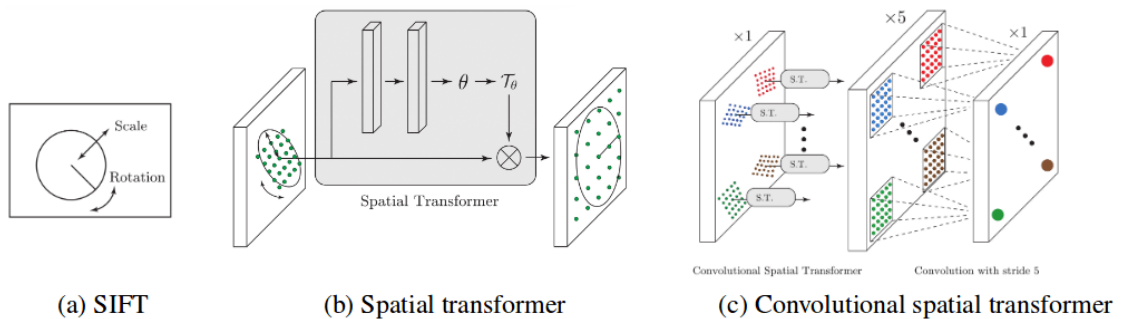 Scale
Rotation
(a) SIFT
θ
𝒯θ
Spatial Transformer
(b) Spatial transformer
×1
×5
×1
S.T.
S.T.
S.T.
S.T.
Convolutional Spatial Transformer
Convolution with stride 5
(c) Convolutional spatial transformer